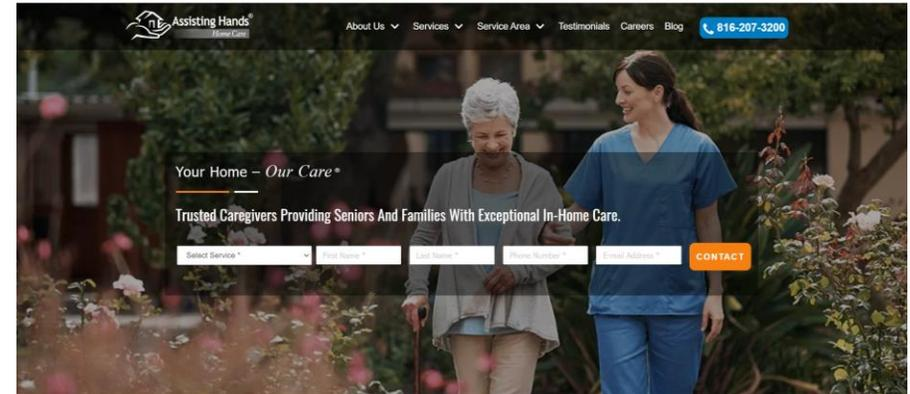 Assisting Hands®
Home Care
About Us
Services
Service Area
Testimonials
Careers
Blog
816-207-3200
Your Home – Our Care®
Trusted Caregivers Providing Seniors And Families With Exceptional In-Home Care.
Select Service *
First Name *
Last Name *
Phone Number *
E-mail Address *
CONTACT